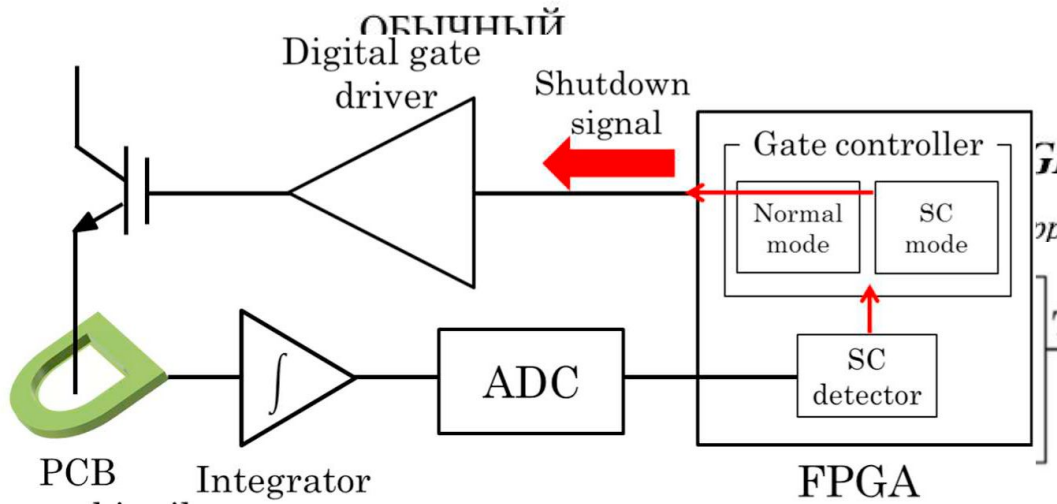 ОБЫЧНЫЙ
Digital gate
driver
Shutdown
signal
Gate controller
Normal
mode
SC
mode
SC
detector
∫
ADC
PCB
Integrator
FPGA